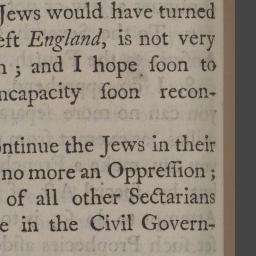 Jews would have turned
eft England, is not very
n ; and I hope ſoon to
ncapacity ſoon recon-
ontinue the Jews in their
no more an Oppreſſion ;
of all other Sectarians
e in the Civil Govern-